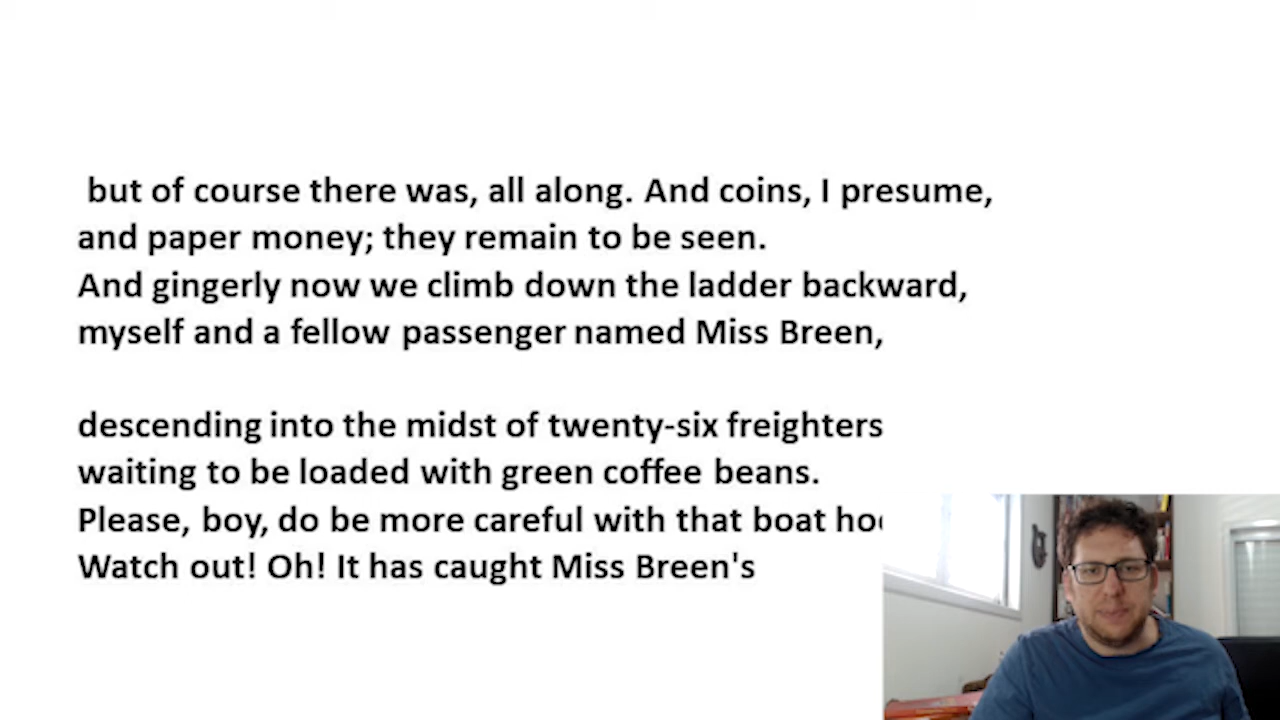 but of course there was, all along. And coins, I presume,
and paper money; they remain to be seen.
And gingerly now we climb down the ladder backward,
myself and a fellow passenger named Miss Breen,
descending into the midst of twenty-six freighters
waiting to be loaded with green coffee beans.
Please, boy, do be more careful with that boat
Watch out! Oh! It has caught Miss Breen's